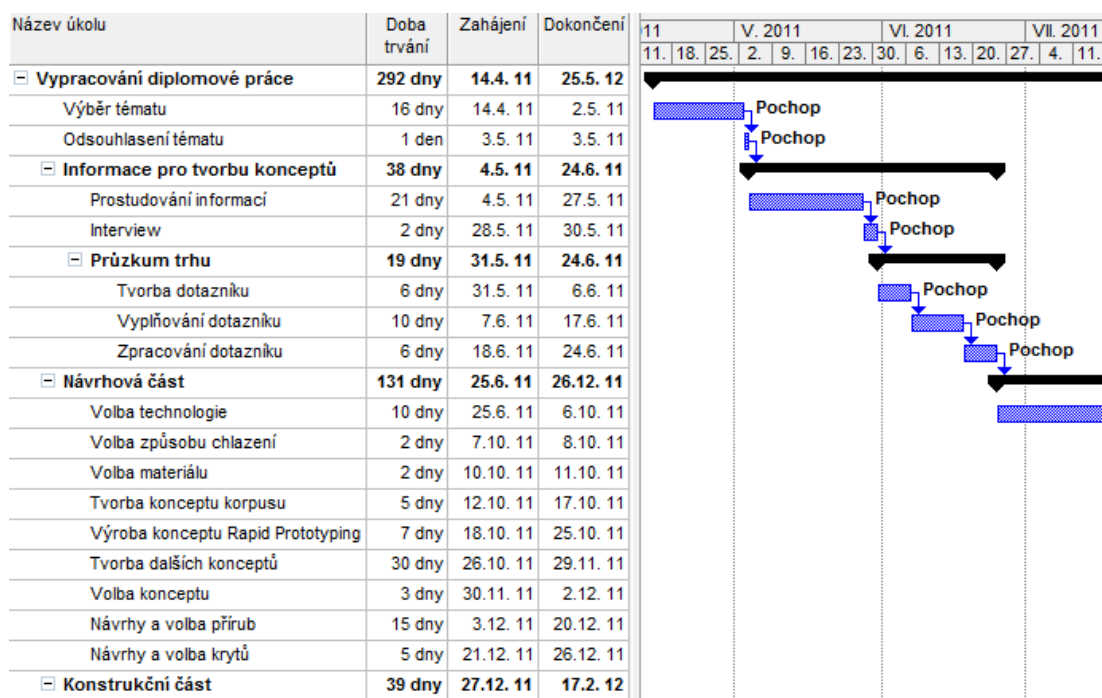 Název úkolu Doba trvání Zahájení Dokončení
'11 V. 2011 VI. 2011 VII. 2011
11. 18. 25. 2. 9. 16. 23. 30. 6. 13. 20. 27. 4. 11.
Vypracování diplomové práce 292 dny 14.4. 11 25.5. 12
Výběr tématu 16 dny 14.4. 11 2.5. 11 Pochop
Odsouhlasení tématu 1 den 3.5. 11 3.5. 11 Pochop
Informace pro tvorbu konceptů 38 dny 4.5. 11 24.6. 11
Prostudování informací 21 dny 4.5. 11 27.5. 11 Pochop
Interview 2 dny 28.5. 11 30.5. 11 Pochop
Průzkum trhu 19 dny 31.5. 11 24.6. 11
Tvorba dotazníku 6 dny 31.5. 11 6.6. 11 Pochop
Vyplňování dotazníku 10 dny 7.6. 11 17.6. 11 Pochop
Zpracování dotazníku 6 dny 18.6. 11 24.6. 11 Pochop
Návrhová část 131 dny 25.6. 11 26.12. 11
Volba technologie 10 dny 25.6. 11 6.10. 11
Volba způsobu chlazení 2 dny 7.10. 11 8.10. 11
Volba materiálu 2 dny 10.10. 11 11.10. 11
Tvorba konceptu korpusu 5 dny 12.10. 11 17.10. 11
Výroba konceptu Rapid Prototyping 7 dny 18.10. 11 25.10. 11
Tvorba dalších konceptů 30 dny 26.10. 11 29.11. 11
Volba konceptu 3 dny 30.11. 11 2.12. 11
Návrhy a volba přírub 15 dny 3.12. 11 20.12. 11
Návrhy a volba krytů 5 dny 21.12. 11 26.12. 11
Konstrukční část 39 dny 27.12. 11 17.2. 12